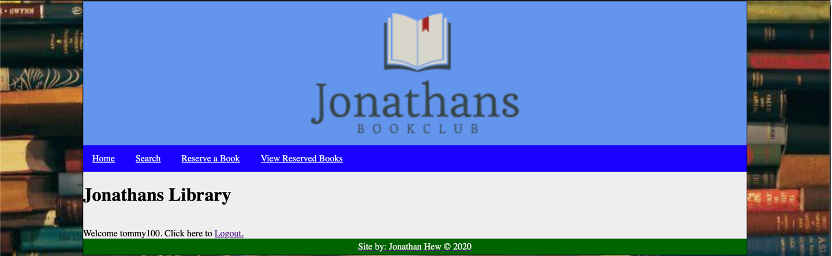 Jonathans
BOOKCLUB
Home Search Reserve a Book View Reserved Books
Jonathans Library
Welcome tommy100. Click here to Logout.
Site by: Jonathan Hew © 2020